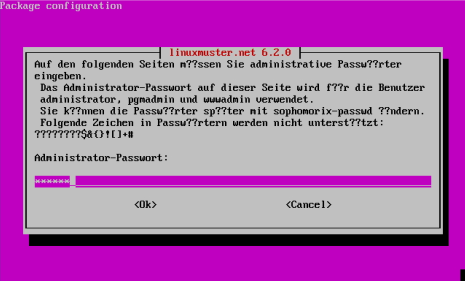 Package configuration
linuxmuster.net 6.2.0
Auf den folgenden Seiten m??ssen Sie administrative Passw??rter
eingeben.
Das Administrator-Passwort auf dieser Seite wird f??r die Benutzer
administrator, pgmadmin und wwwadmin verwendet.
Sie k??nnen die Passw??rter sp??ter mit sophomorix-passwd ??ndern.
Folgende Zeichen in Passw??rtern werden nicht unterst??tzt:
????????$&{}![]+#
Administrator-Passwort:
******
<Ok> <Cancel>